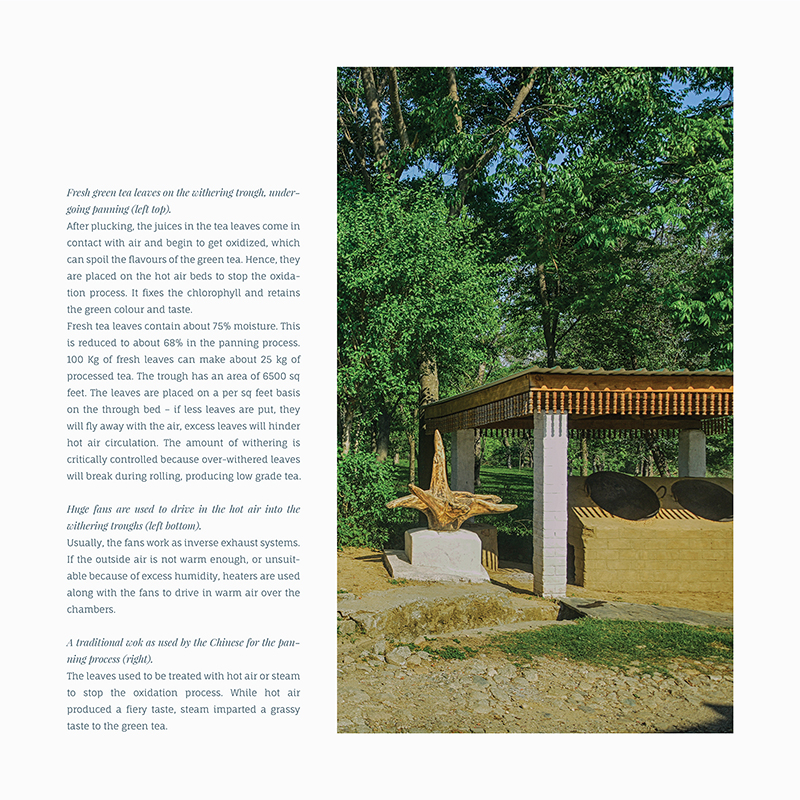 Fresh green tea leaves on the withering trough, under-
going panning (left top).
After plucking, the juices in the tea leaves come in
contact with air and begin to get oxidized, which
can spoil the flavours of the green tea. Hence, they
are placed on the hot air beds to stop the oxida-
tion process. It fixes the chlorophyll and retains
the green colour and taste.
Fresh tea leaves contain about 75% moisture. This
is reduced to about 68% in the panning process.
100 Kg of fresh leaves can make about 25 kg of
processed tea. The trough has an area of 6500 sq
feet. The leaves are placed on a per sq feet basis
on the through bed – if less leaves are put, they
will fly away with the air, excess leaves will hinder
hot air circulation. The amount of withering is
critically controlled because over-withered leaves
will break during rolling, producing low grade tea.
Huge fans are used to drive in the hot air into the
withering troughs (left bottom).
Usually, the fans work as inverse exhaust systems.
If the outside air is not warm enough, or unsuit-
able because of excess humidity, heaters are used
along with the fans to drive in warm air over the
chambers.
A traditional wok as used by the Chinese for the pan-
ning process (right).
The leaves used to be treated with hot air or steam
to stop the oxidation process. While hot air
produced a fiery taste, steam imparted a grassy
taste to the green tea.